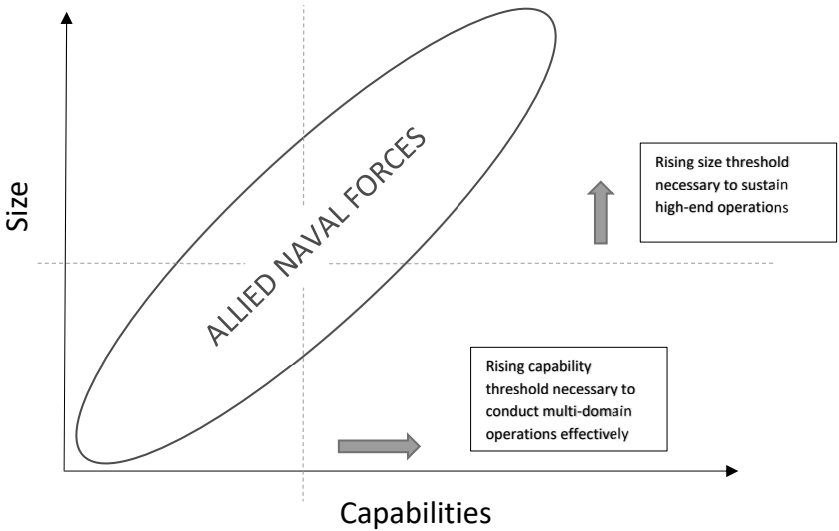 Size
ALLIED NAVAL FORCES
Rising size threshold
necessary to sustain
high-end operations
Rising capability
threshold necessary to
conduct multi-domain
operations effectively
Capabilities